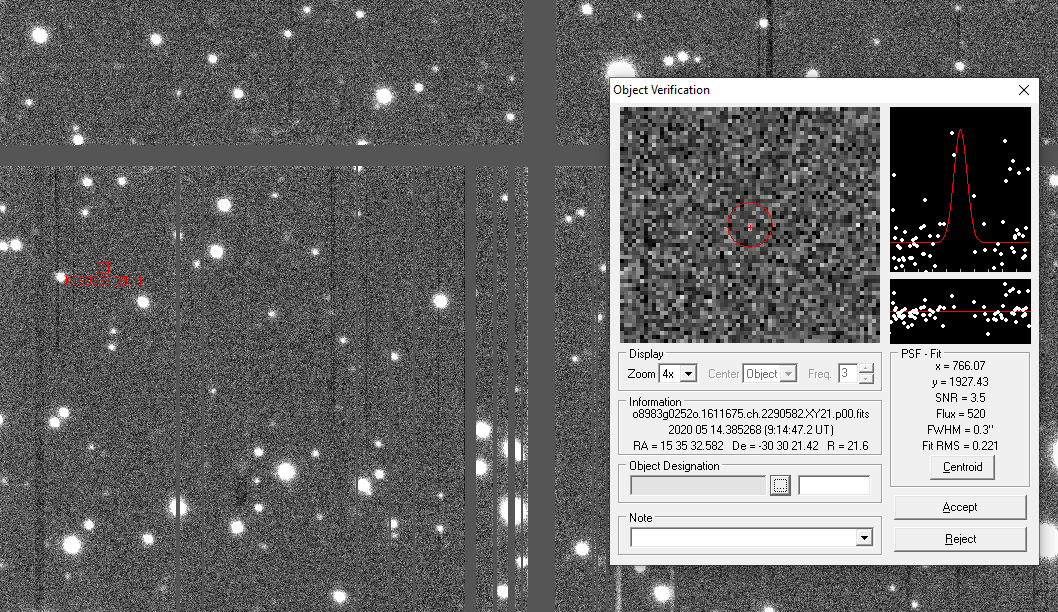 Object Verification
Display
Zoom 4x Center Object Freq. 3
Information
o8983g0252o.1611675.ch.2290582.XY21.p00.fits
2020 05 14.385268 (9:14:47.2 UT)
RA = 15 35 32.582 De = -30 30 21.42 R = 21.6
Object Designation
...
Note
PSF - Fit
x = 766.07
y = 1927.43
SNR = 3.5
Flux = 520
FWHM = 0.3"
Fit RMS = 0.221
Centroid
Accept
Reject